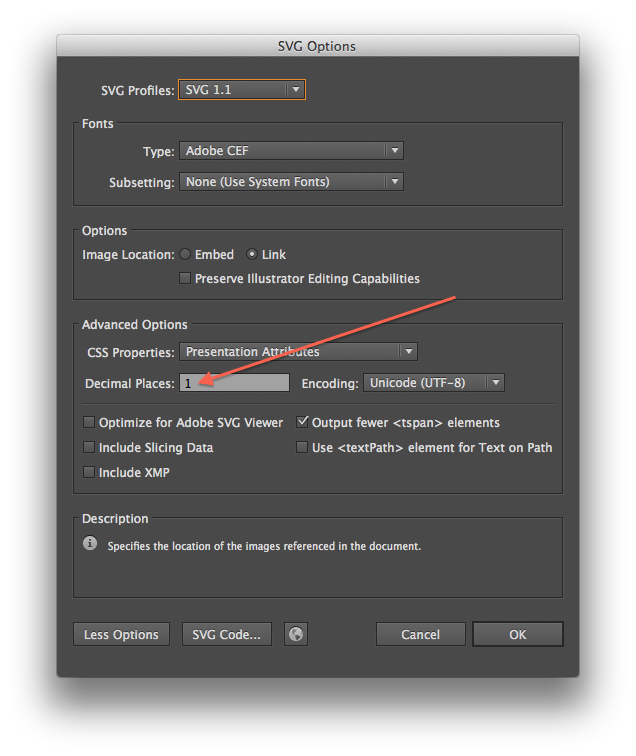 SVG Options
SVG Profiles: SVG 1.1
Fonts
Type: Adobe CEF
Subsetting: None (Use System Fonts)
Options
Image Location: Embed Link
Preserve Illustrator Editing Capabilities
Advanced Options
CSS Properties: Presentation Attributes
Decimal Places: 1 Encoding: Unicode (UTF-8)
Optimize for Adobe SVG Viewer Output fewer <tspan> elements
Include Slicing Data Use <textPath> element for Text on Path
Include XMP
Description
Specifies the location of the images referenced in the document.
Less Options SVG Code... Cancel OK